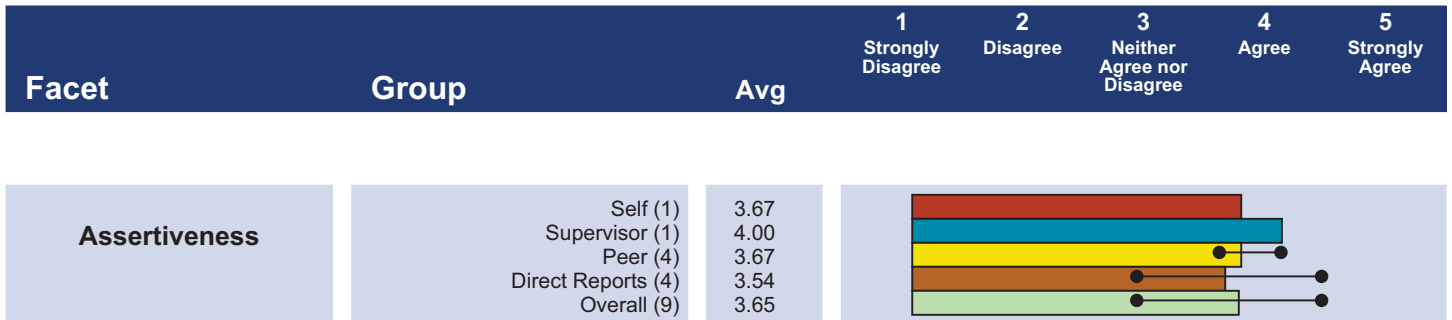 Facet Group Avg
1 2 3 4 5
Strongly Disagree Neither Agree Strongly
Disagree Agree nor Agree
Disagree
Assertiveness
Self (1) 3.67
Supervisor (1) 4.00
Peer (4) 3.67
Direct Reports (4) 3.54
Overall (9) 3.65